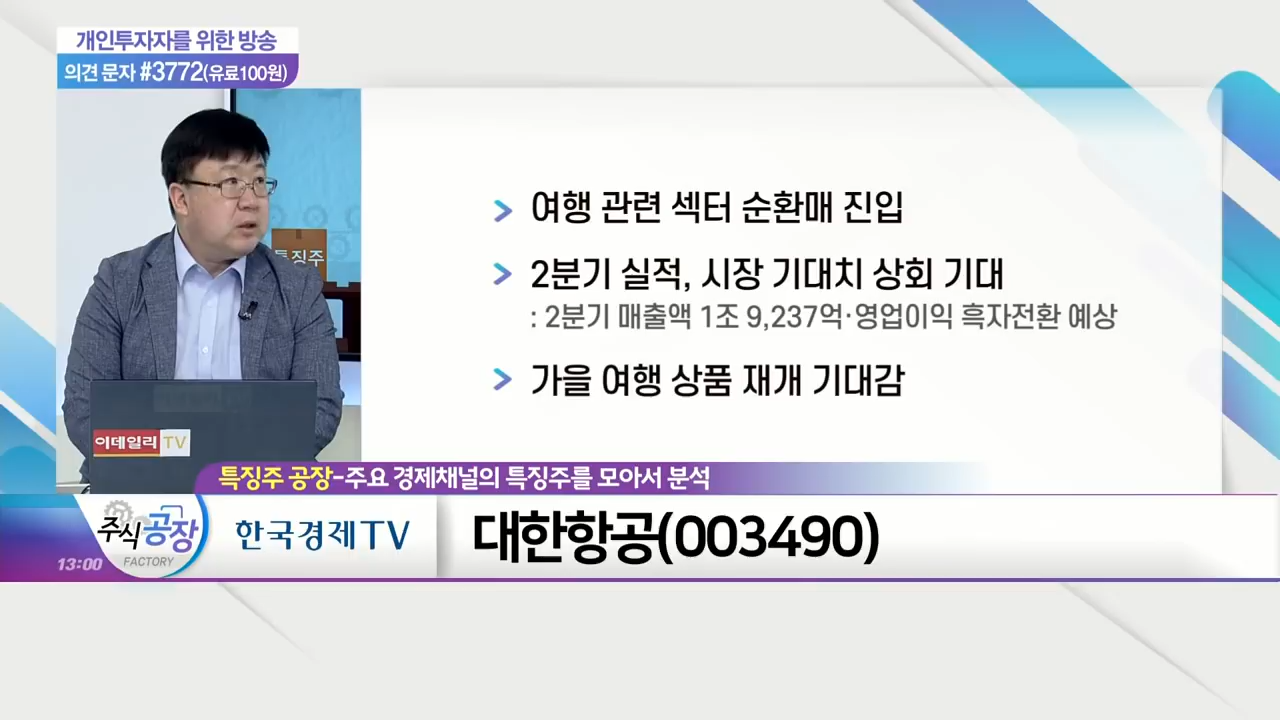 개인투자자를 위한 방송
의견 문자 #3772(유료100원)
특징주
> 여행 관련 섹터 순환매 진입
> 2분기 실적, 시장 기대치 상회 기대
: 2분기 매출액 1조 9,237억·영업이익 흑자전환 예상
> 가을 여행 상품 재개 기대감
이데일리 TV
특징주 공장-주요 경제채널의 특징주를 모아서 분석
주식공장
FACTORY
13:00
한국경제TV
대한항공(003490)